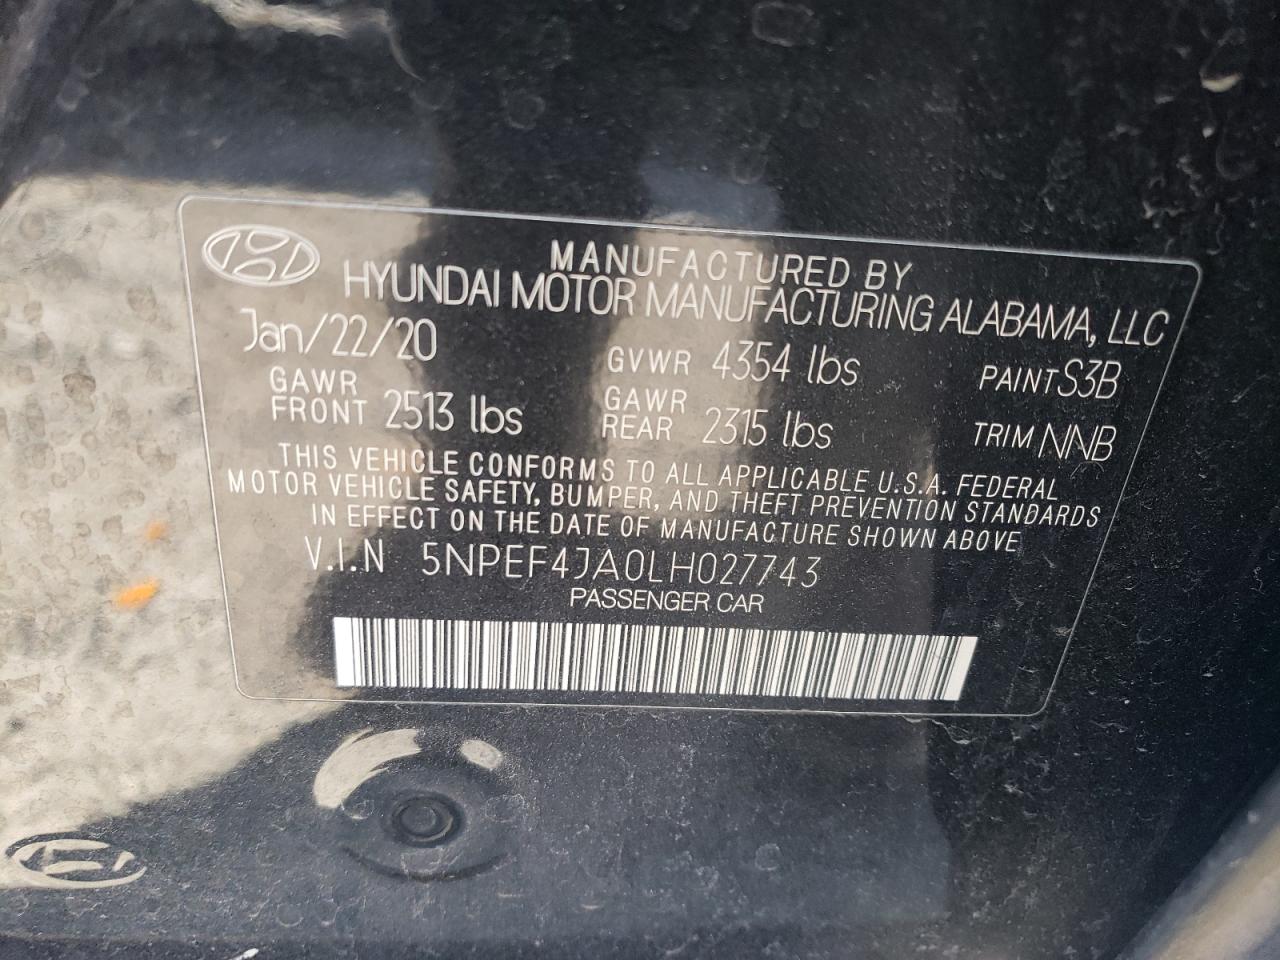 MANUFACTURED BY
HYUNDAI MOTOR MANUFACTURING ALABAMA, LLC
Jan/22/20 GVWR 4354 lbs PAINT S3B
GAWR FRONT 2513 lbs GAWR REAR 2315 lbs TRIM NNB
THIS VEHICLE CONFORMS TO ALL APPLICABLE U.S.A. FEDERAL
MOTOR VEHICLE SAFETY, BUMPER, AND THEFT PREVENTION STANDARDS
IN EFFECT ON THE DATE OF MANUFACTURE SHOWN ABOVE
V.I.N 5NPEF4JA0LH027743
PASSENGER CAR